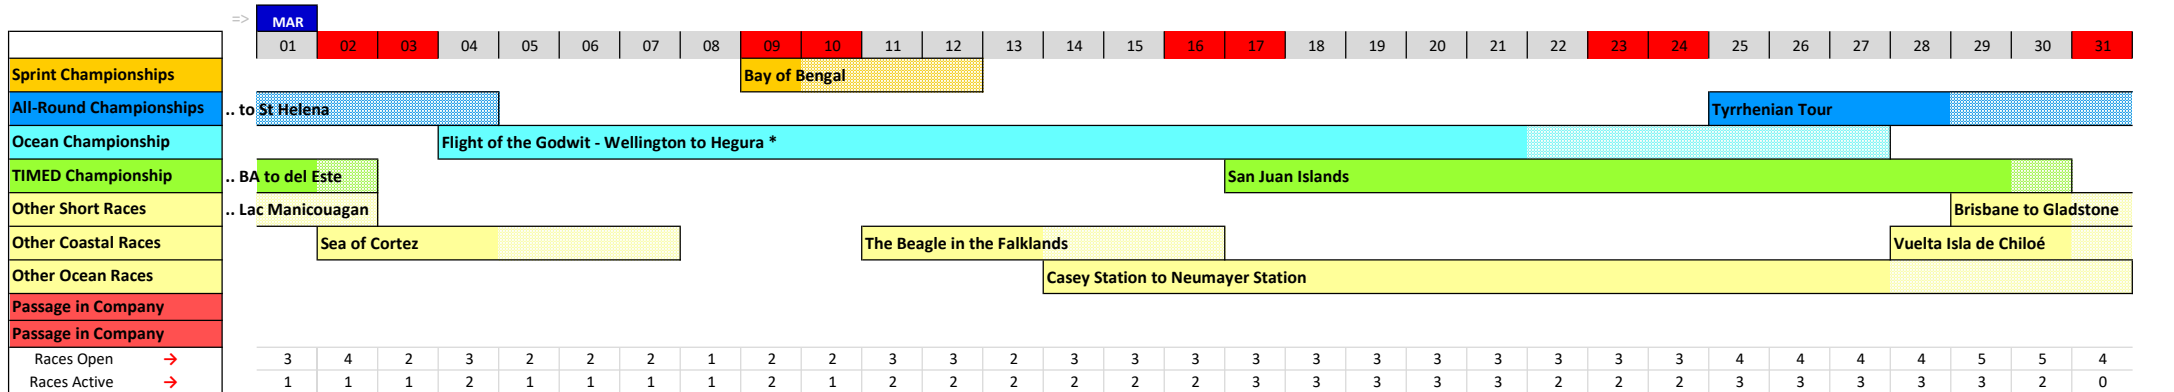 => MAR
01 02 03 04 05 06 07 08 09 10 11 12 13 14 15 16 17 18 19 20 21 22 23 24 25 26 27 28 29 30 31
Sprint Championships Bay of Bengal
All-Round Championships .. to St Helena Tyrrhenian Tour
Ocean Championship Flight of the Godwit - Wellington to Hegura *
TIMED Championship .. BA to del Este San Juan Islands
Other Short Races .. Lac Manicouagan Brisbane to Gladstone
Other Coastal Races Sea of Cortez The Beagle in the Falklands Vuelta Isla de Chiloé
Other Ocean Races Casey Station to Neumayer Station
Passage in Company
Passage in Company
Races Open → 3 4 2 3 2 2 2 1 2 2 3 3 2 3 3 3 3 3 3 3 3 3 3 3 4 4 4 4 5 5 4
Races Active → 1 1 1 2 1 1 1 1 2 1 2 2 2 2 2 2 3 3 3 3 3 2 2 2 3 3 3 3 3 2 0